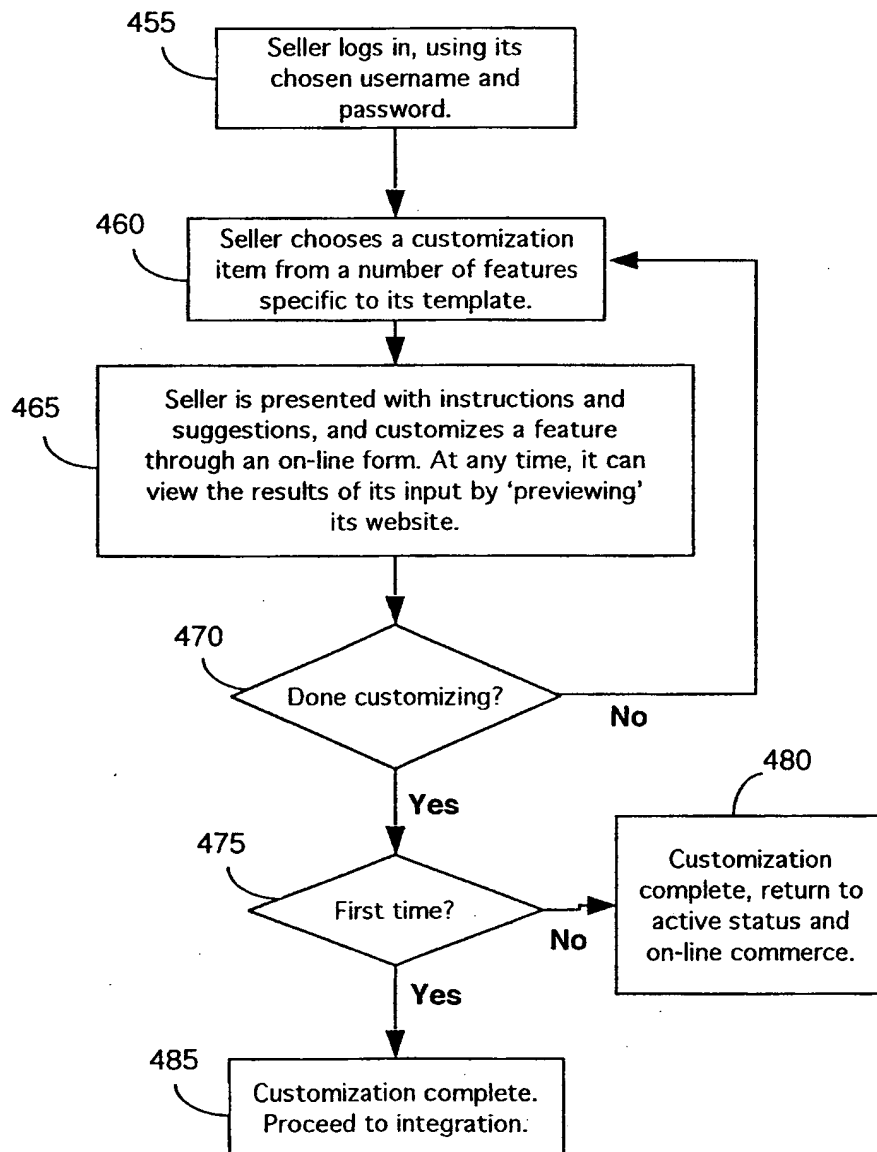 455
Seller logs in, using its
chosen username and
password.
460
Seller chooses a customization
item from a number of features
specific to its template.
465
Seller is presented with instructions and
suggestions, and customizes a feature
through an on-line form. At any time, it can
view the results of its input by ‘previewing’
its website.
470
Done customizing?
No
Yes
475
First time?
No
480
Customization
complete, return to
active status and
on-line commerce.
Yes
485
Customization complete.
Proceed to integration.